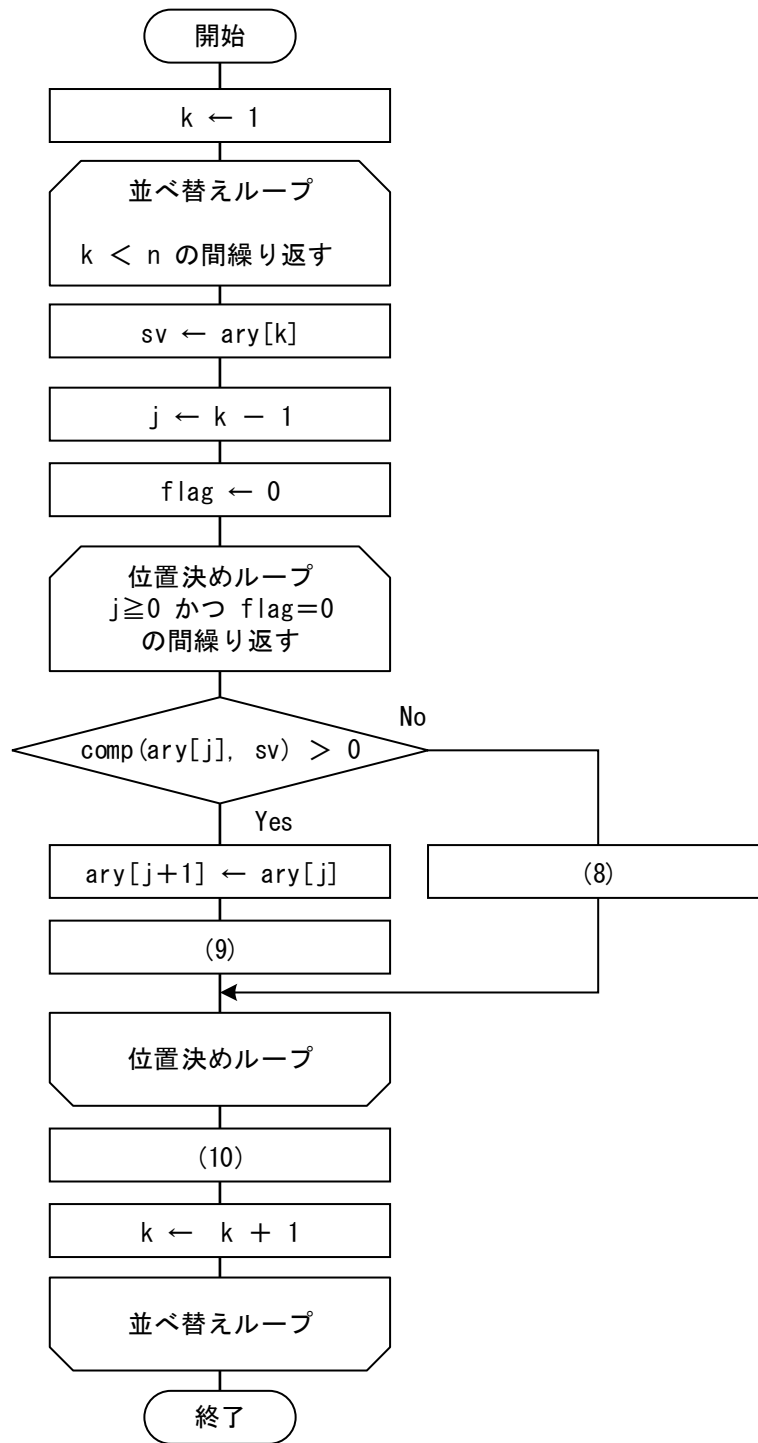 開始
k ← 1
並べ替えループ
k < n の間繰り返す
sv ← ary[k]
j ← k − 1
flag ← 0
位置決めループ
j≧0 かつ flag=0
の間繰り返す
comp(ary[j], sv) > 0
No
Yes
ary[j+1] ← ary[j]
(8)
(9)
位置決めループ
(10)
k ← k + 1
並べ替えループ
終了